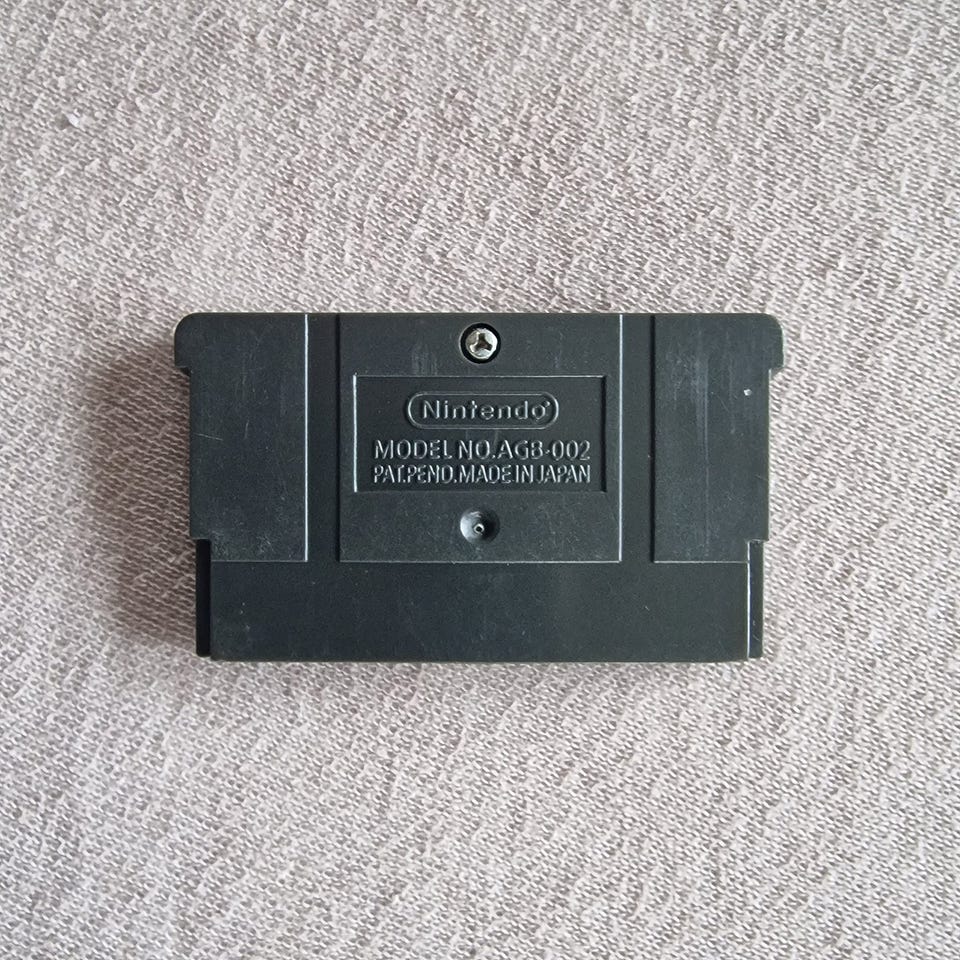 Nintendo
MODEL NO.AGB-002
PAT.PEND.MADE IN JAPAN